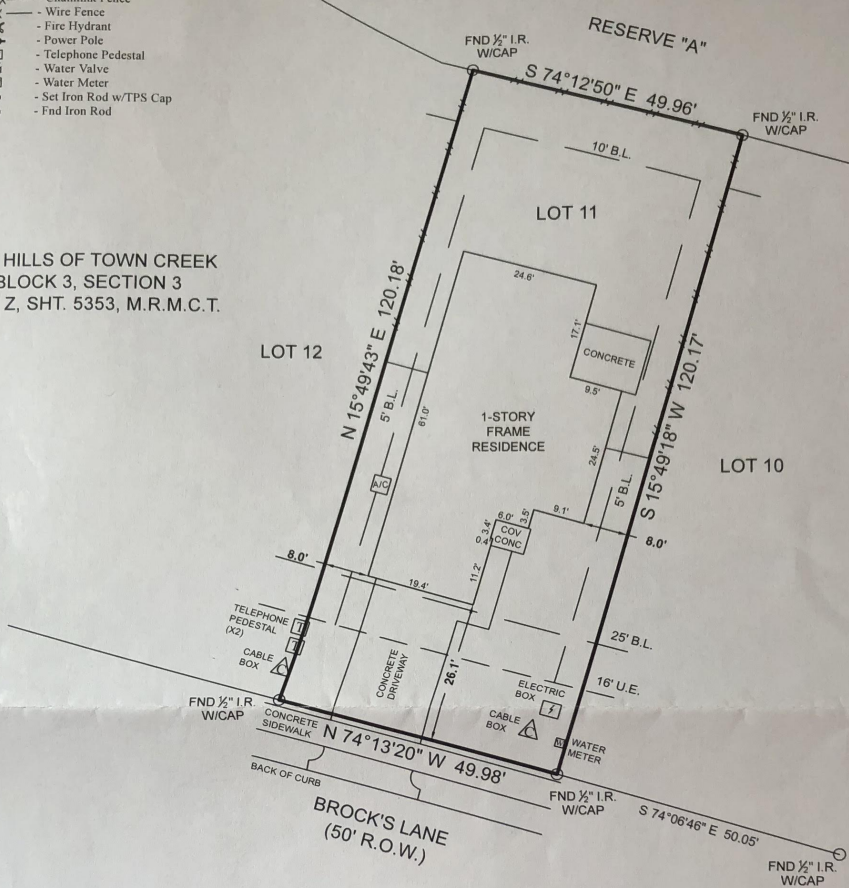 - Chainlink Fence
- Wire Fence
- Fire Hydrant
- Power Pole
- Telephone Pedestal
- Water Valve
- Water Meter
- Set Iron Rod w/TPS Cap
- Fnd Iron Rod
RESERVE "A"
FND ½" I.R.
W/CAP
S 74°12'50" E 49.96'
FND ½" I.R.
W/CAP
10' B.L.
LOT 11
HILLS OF TOWN CREEK
BLOCK 3, SECTION 3
Z, SHT. 5353, M.R.M.C.T.
24.6'
17.1'
CONCRETE
9.5'
LOT 12
N 15°49'43" E 120.18'
5' B.L.
61.0'
1-STORY
FRAME
RESIDENCE
S 15°49'18" W 120.17'
24.5'
5' B.L.
LOT 10
A/C
6.0'
3.5'
9.1'
3.4'
0.4'
COV
CONC
8.0'
8.0'
11.2'
19.4'
TELEPHONE
PEDESTAL
(X2)
T
T
CABLE
BOX
C
25' B.L.
CONCRETE
DRIVEWAY
26.1'
16' U.E.
ELECTRIC
BOX
CABLE
BOX
C
W
WATER
METER
FND ½" I.R.
W/CAP
CONCRETE
SIDEWALK
N 74°13'20" W 49.98'
BACK OF CURB
BROCK'S LANE
(50' R.O.W.)
FND ½" I.R.
W/CAP
S 74°06'46" E 50.05'
FND ½" I.R.
W/CAP